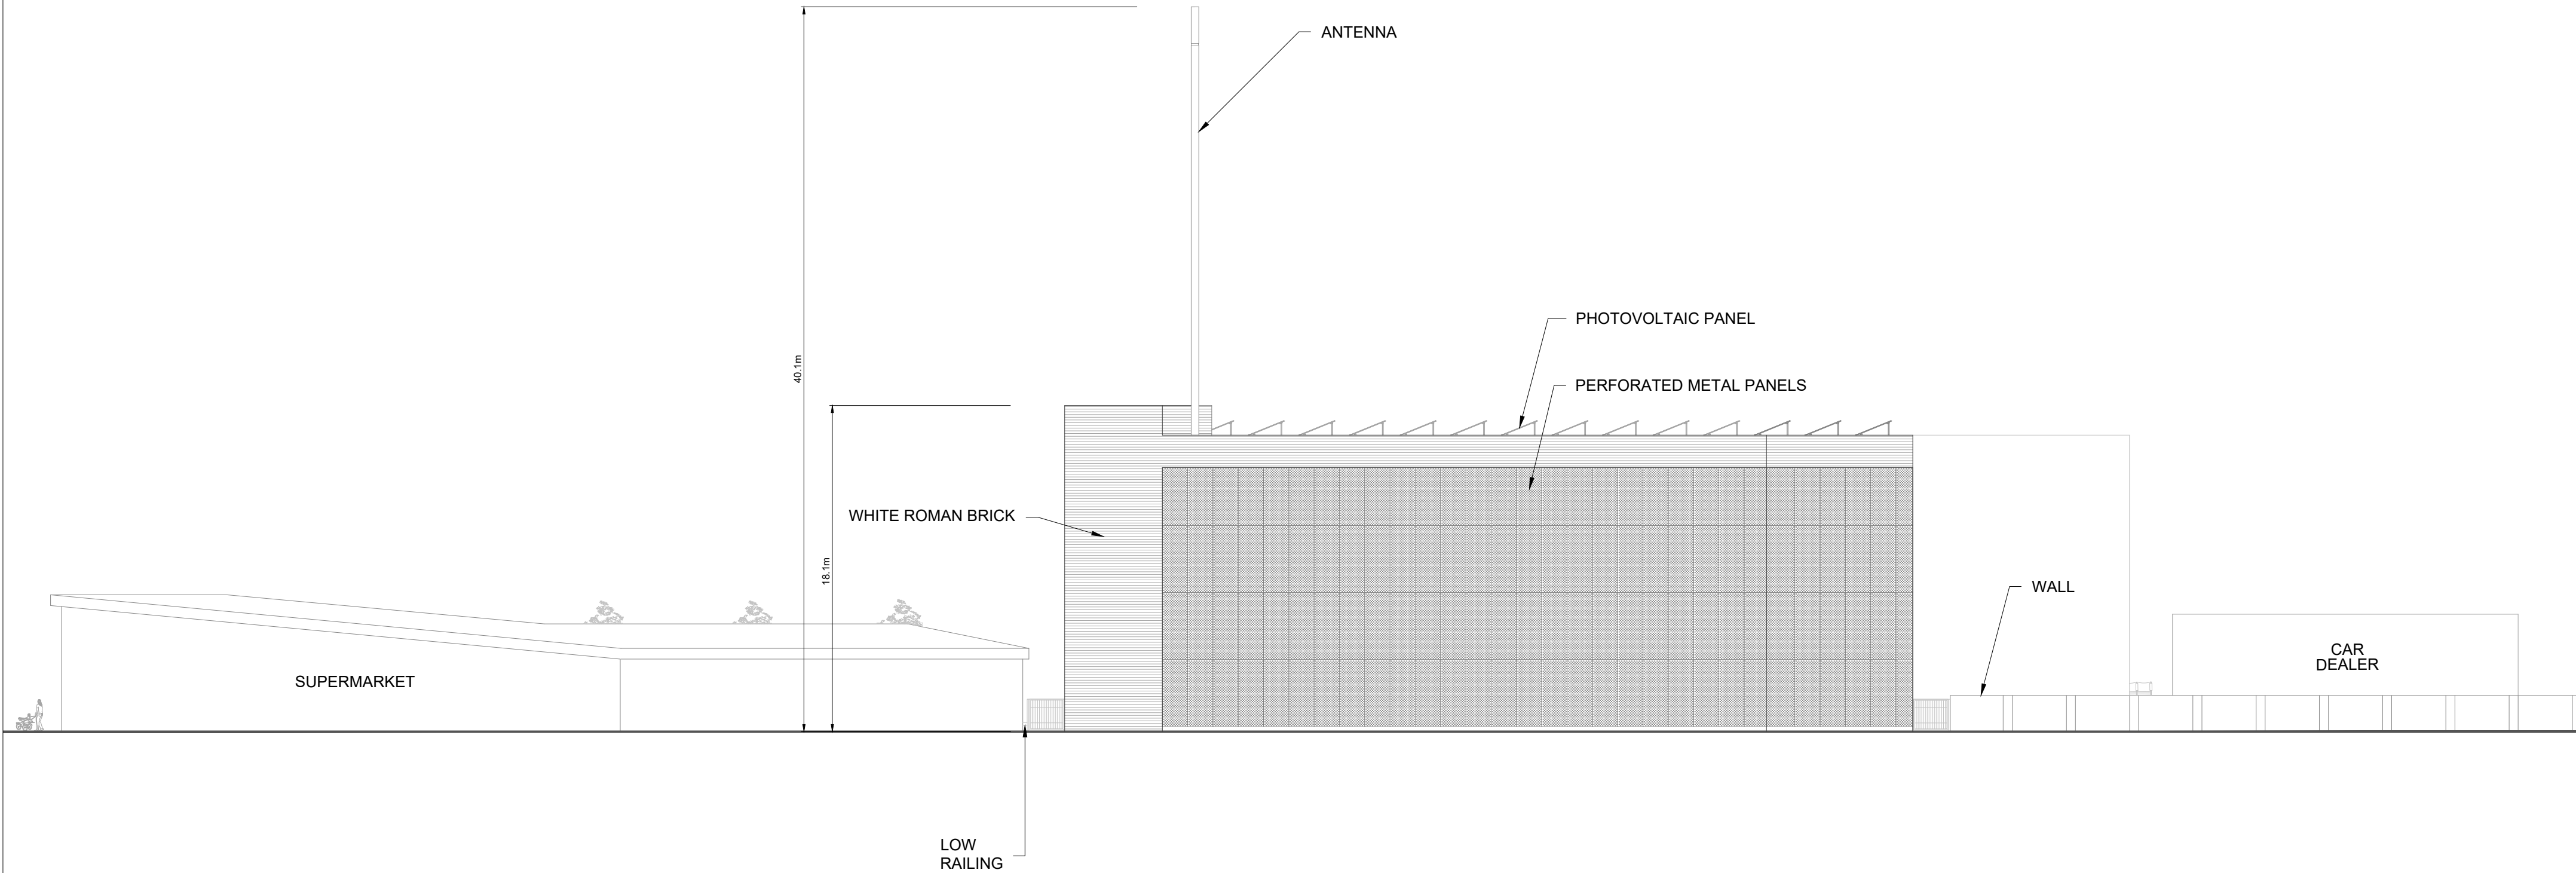 ANTENNA
PHOTOVOLTAIC PANEL
40.1m
PERFORATED METAL PANELS
WHITE ROMAN BRICK
18.1m
WALL
CAR
DEALER
SUPERMARKET
LOW
RAILING